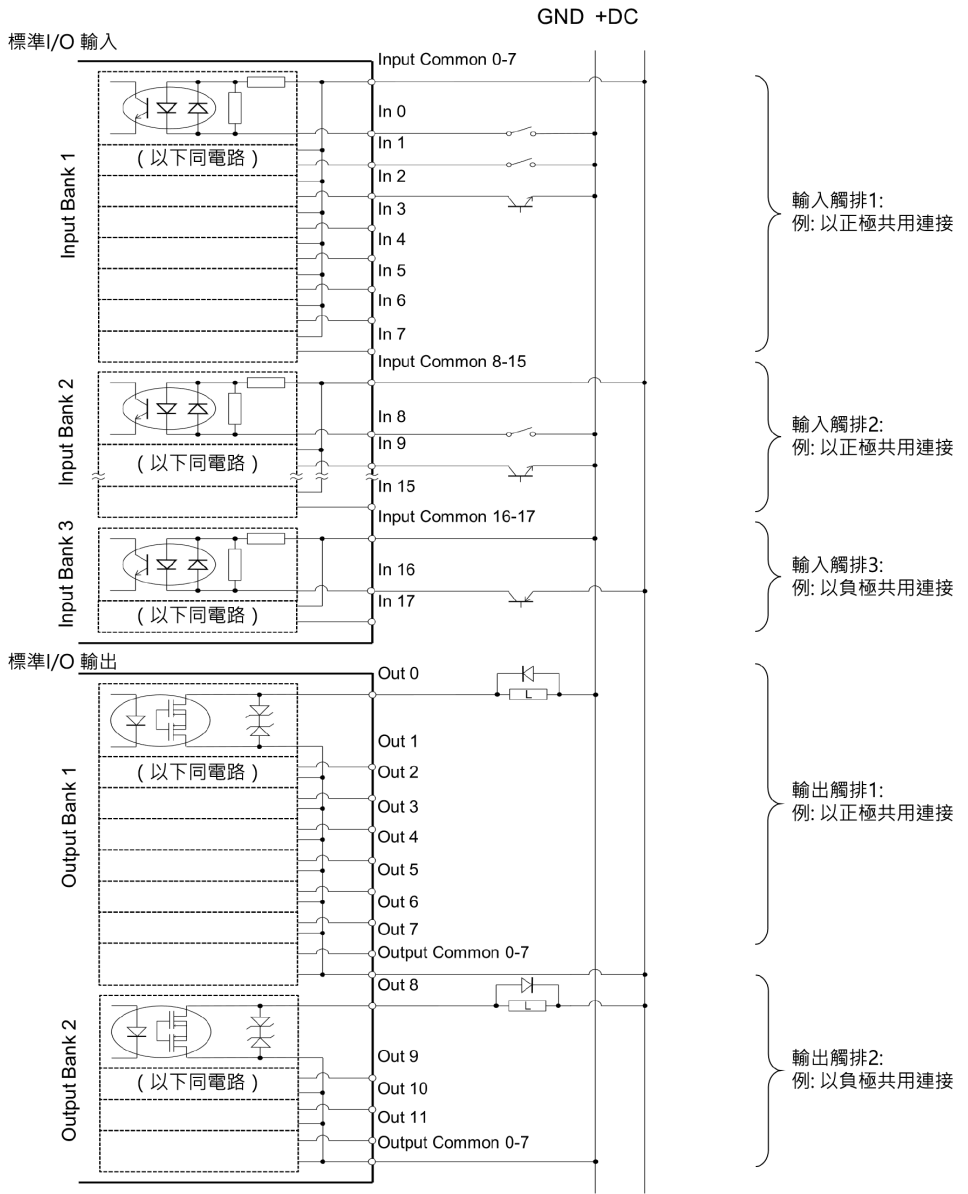 GND +DC
標準I/O 輸入
Input Common 0-7
In 0
In 1
(以下同電路)
In 2
In 3
In 4
In 5
In 6
In 7
Input Bank 1
輸入觸排1:
例: 以正極共用連接
Input Common 8-15
In 8
In 9
(以下同電路)
In 15
Input Bank 2
輸入觸排2:
例: 以正極共用連接
Input Common 16-17
In 16
In 17
(以下同電路)
Input Bank 3
輸入觸排3:
例: 以負極共用連接
標準I/O 輸出
Out 0
L
Out 1
(以下同電路)
Out 2
Out 3
Out 4
Out 5
Out 6
Out 7
Output Common 0-7
Output Bank 1
輸出觸排1:
例: 以正極共用連接
Out 8
L
Out 9
(以下同電路)
Out 10
Out 11
Output Common 0-7
Output Bank 2
輸出觸排2:
例: 以負極共用連接